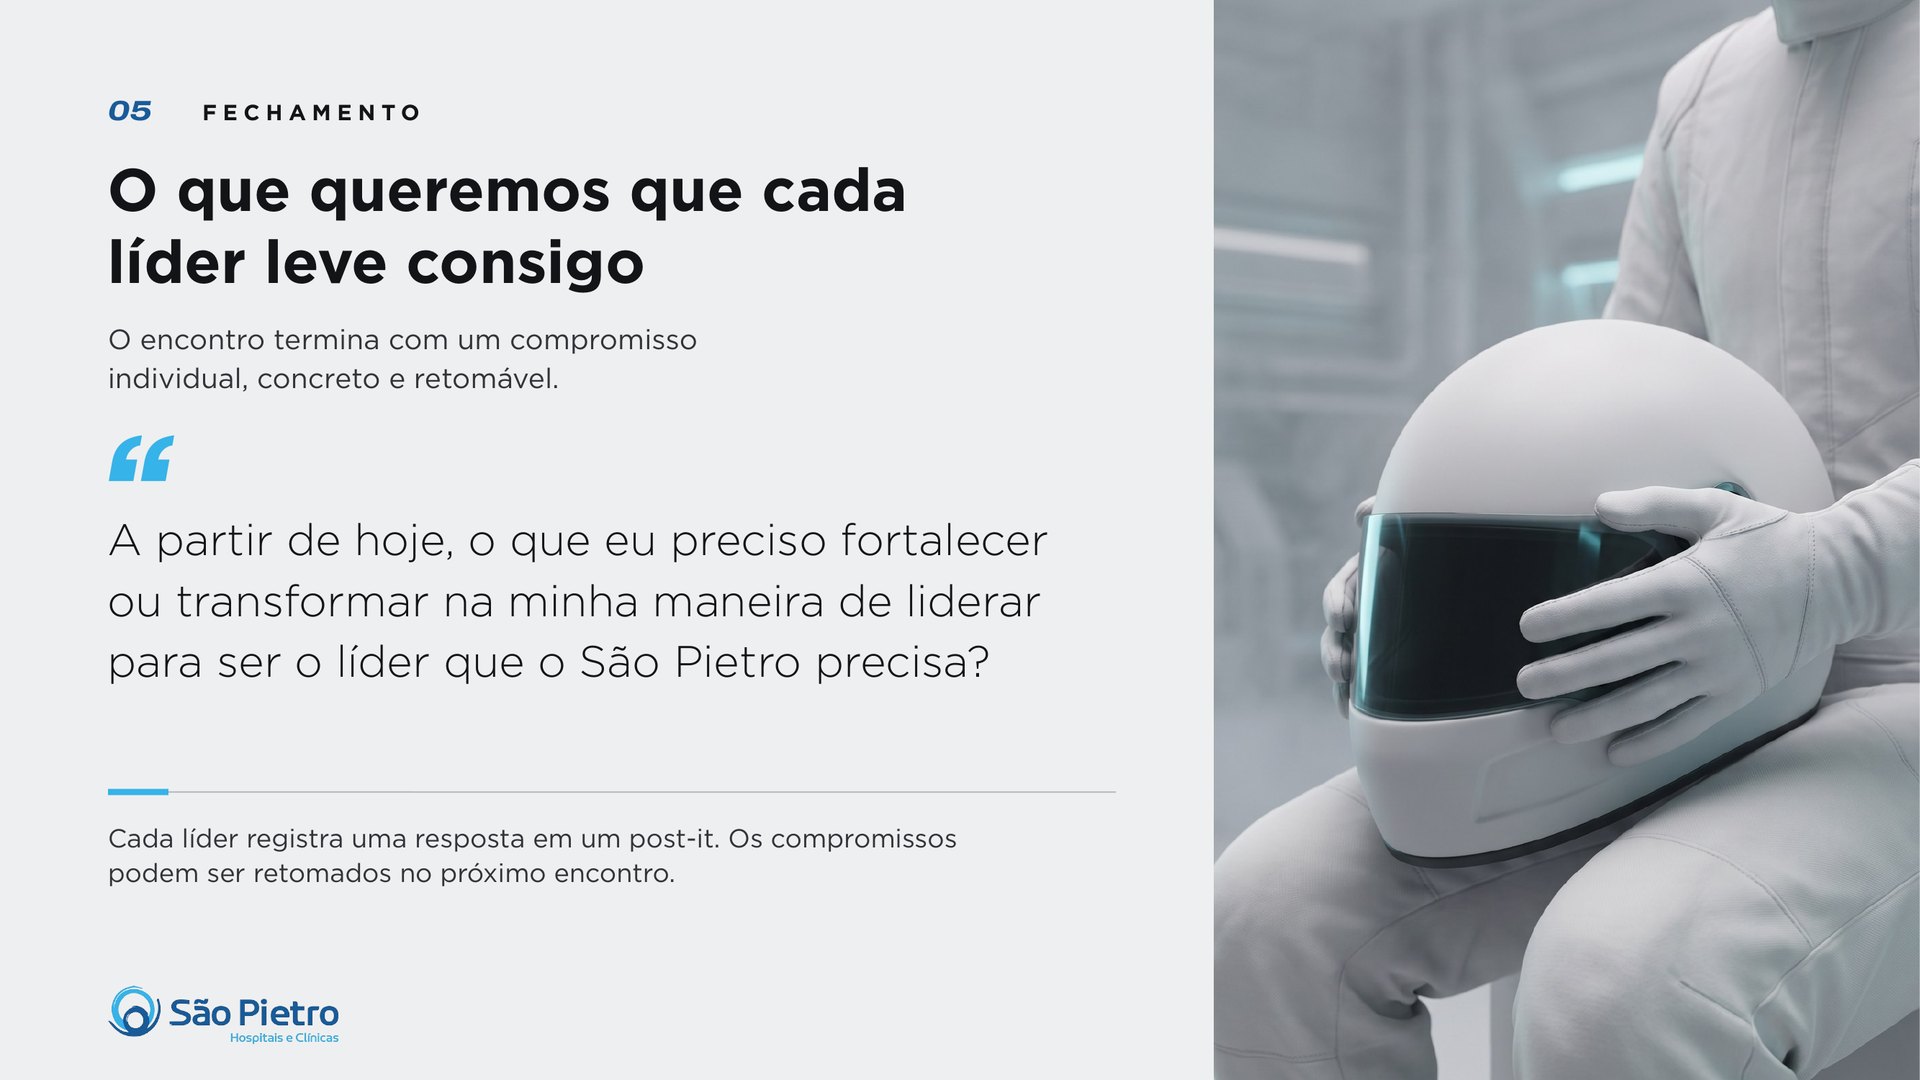 05 FECHAMENTO
O que queremos que cada
líder leve consigo
O encontro termina com um compromisso
individual, concreto e retomável.
“
A partir de hoje, o que eu preciso fortalecer
ou transformar na minha maneira de liderar
para ser o líder que o São Pietro precisa?
Cada líder registra uma resposta em um post-it. Os compromissos
podem ser retomados no próximo encontro.
São Pietro
Hospitais e Clínicas